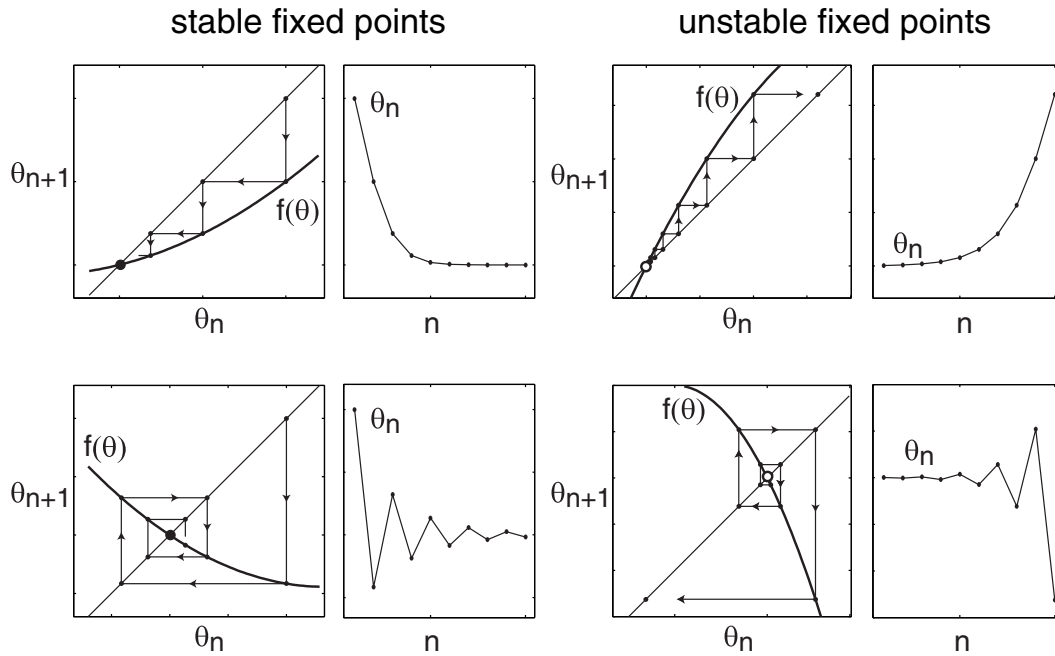 stable fixed points
unstable fixed points
θn+1
f(θ)
θn
θn
n
θn+1
f(θ)
θn
θn
n
θn+1
f(θ)
θn
θn
n
θn+1
f(θ)
θn
θn
n